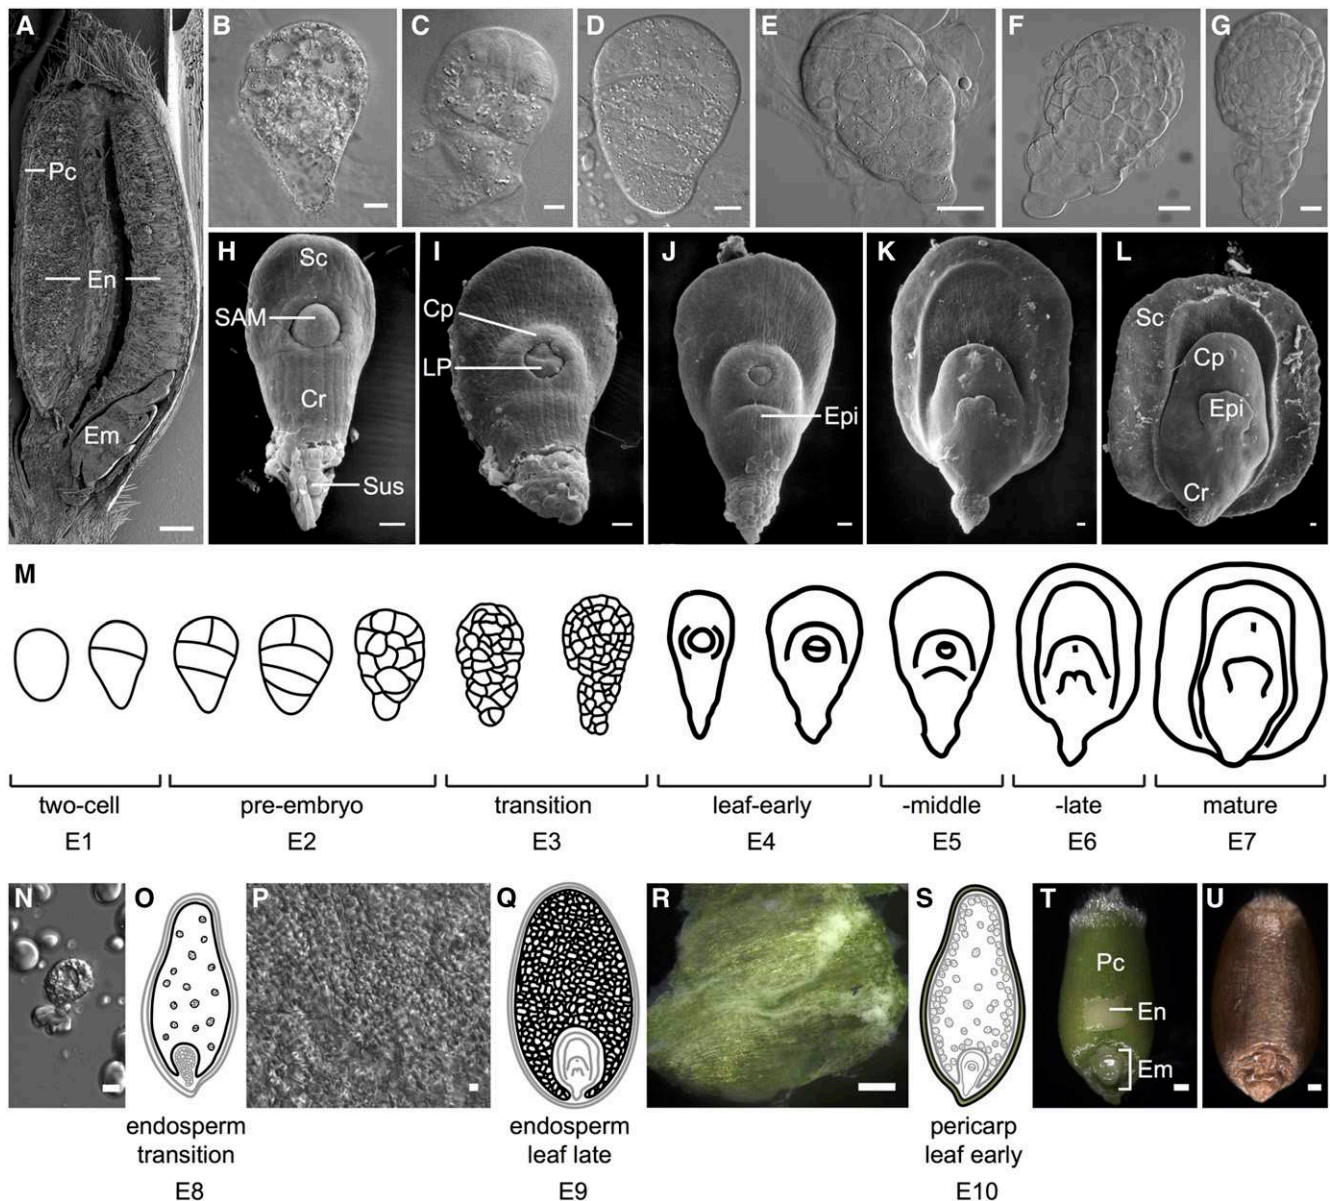 A
B
C
D
E
F
G
Pc
En
Em
H
I
J
K
L
Sc
SAM
Cr
Sus
Cp
LP
Epi
Sc
Cp
Epi
Cr
M
two-cell
pre-embryo
transition
leaf-early
-middle
-late
mature
E1
E2
E3
E4
E5
E6
E7
N
O
P
Q
R
S
T
U
Pc
En
Em
endosperm
transition
E8
endosperm
leaf late
E9
pericarp
leaf early
E10